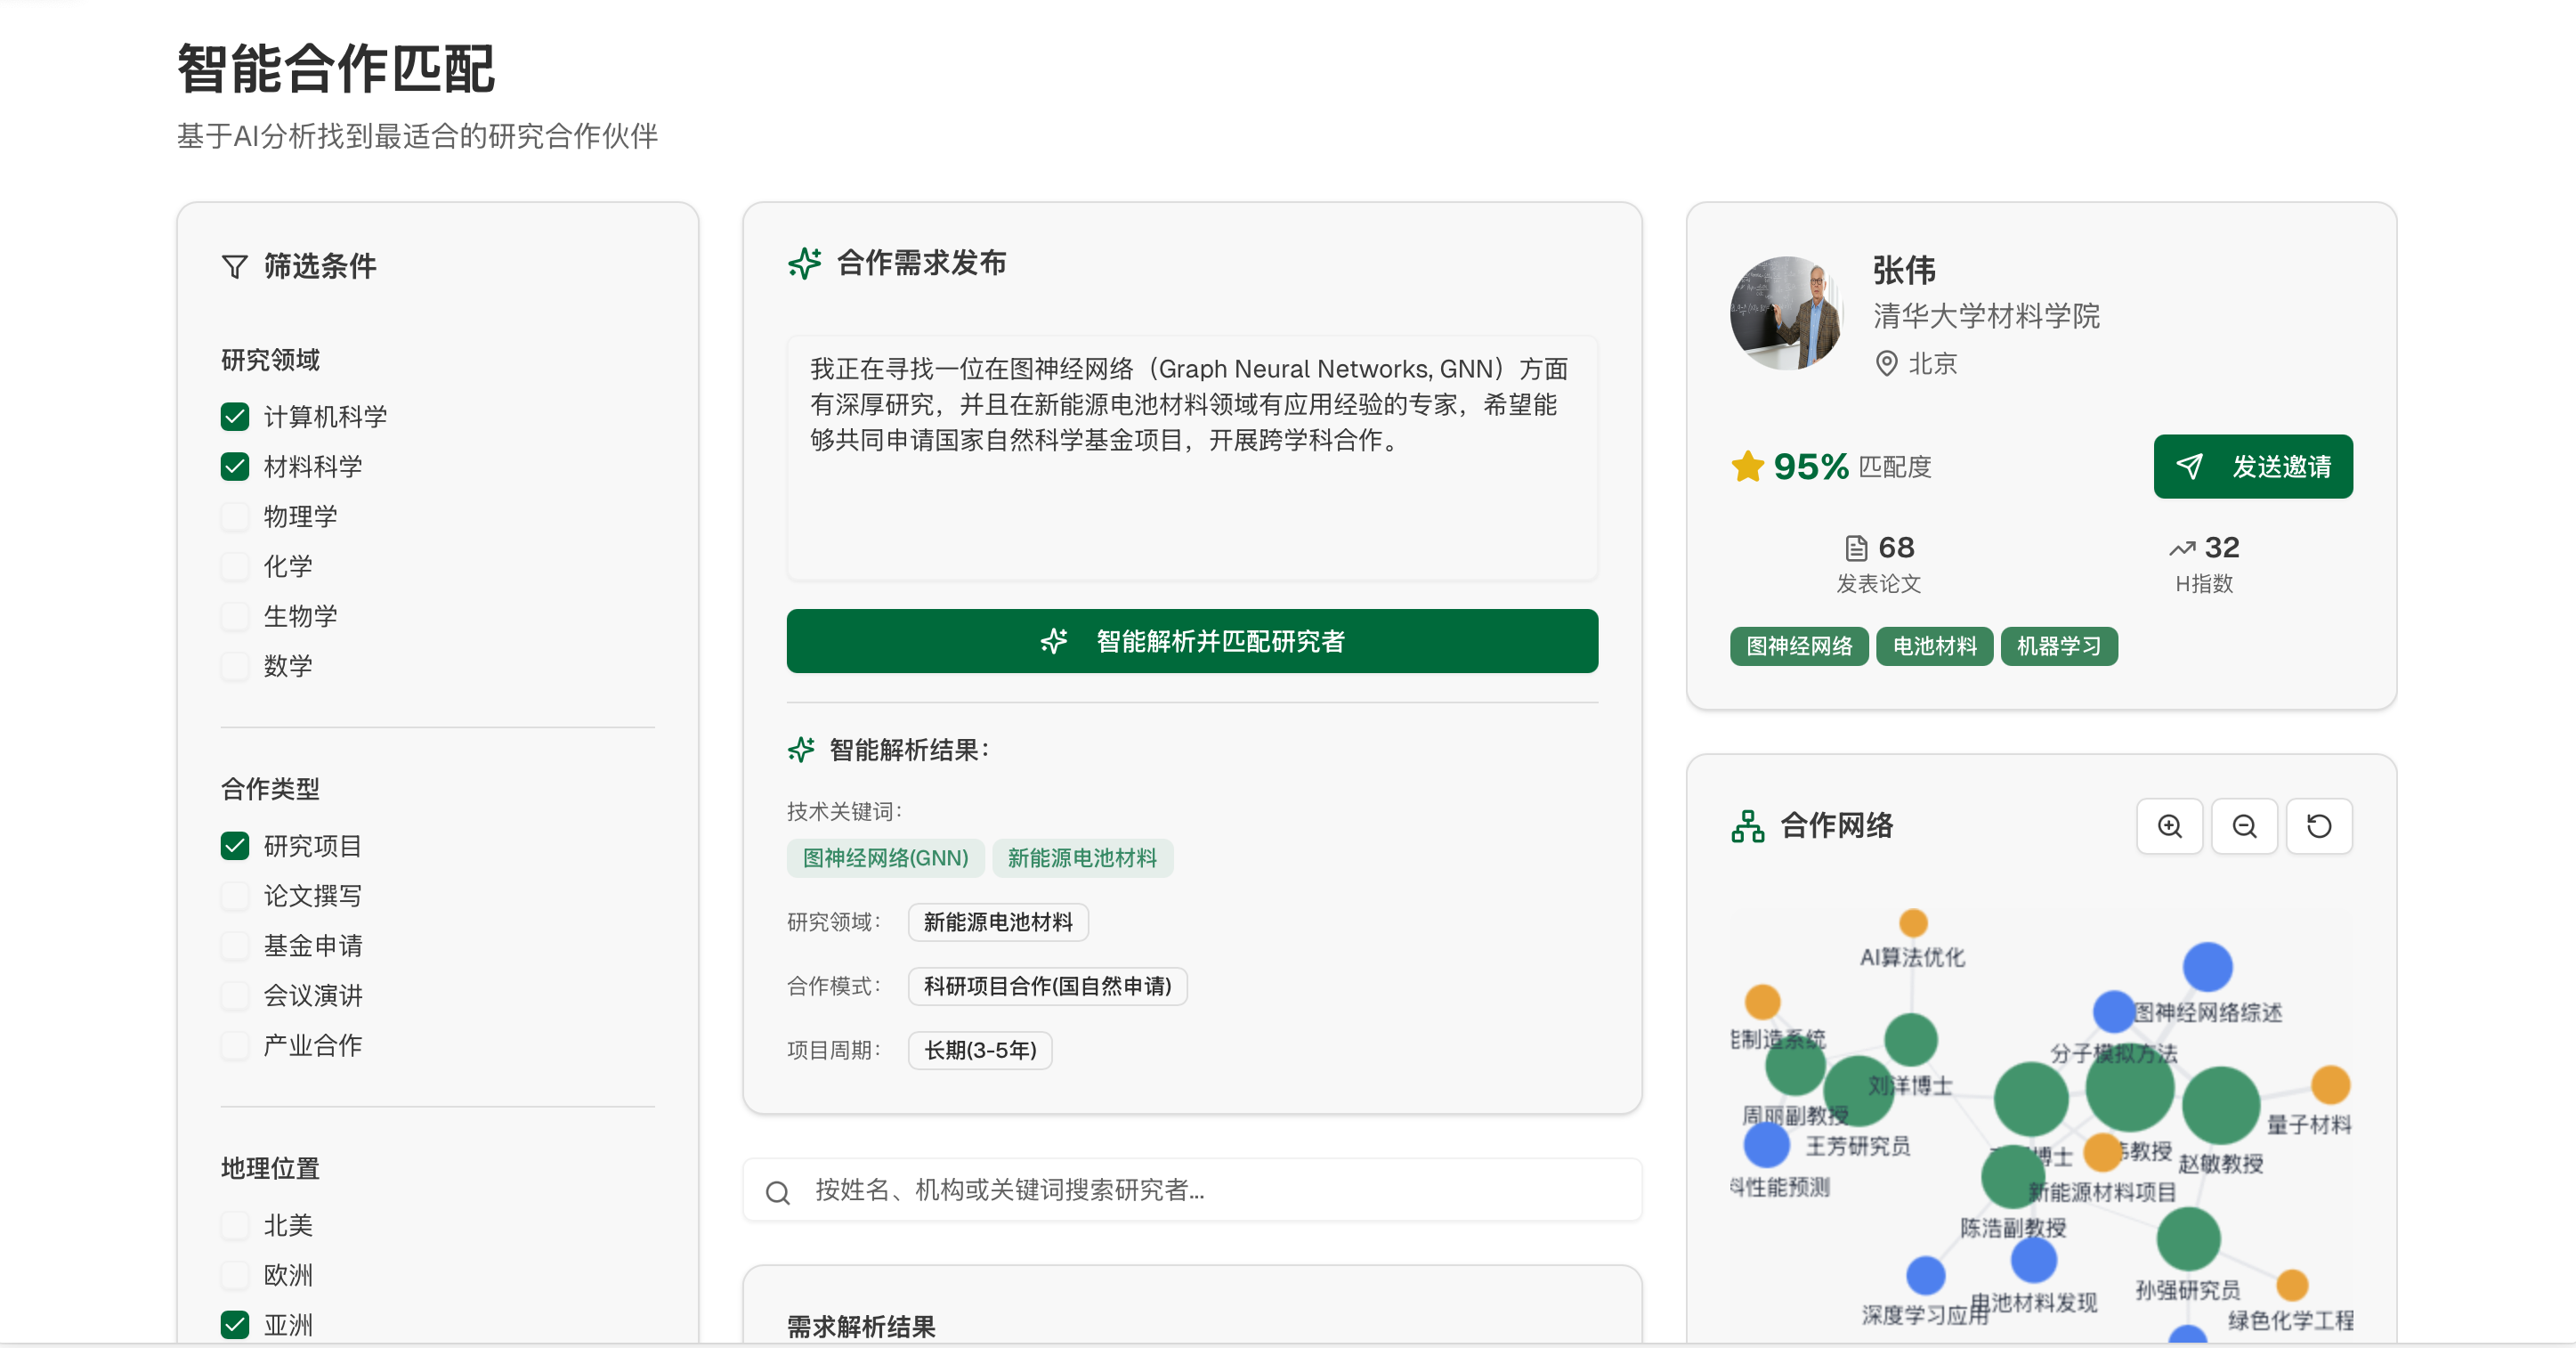 智能合作匹配
基于AI分析找到最适合的研究合作伙伴
筛选条件
研究领域
计算机科学
材料科学
物理学
化学
生物学
数学
合作类型
研究项目
论文撰写
基金申请
会议演讲
产业合作
地理位置
北美
欧洲
亚洲
合作需求发布
我正在寻找一位在图神经网络（Graph Neural Networks, GNN）方面
有深厚研究，并且在新能源电池材料领域有应用经验的专家，希望能
够共同申请国家自然科学基金项目，开展跨学科合作。
智能解析并匹配研究者
智能解析结果：
技术关键词：
图神经网络(GNN) 新能源电池材料
研究领域： 新能源电池材料
合作模式： 科研项目合作(国自然申请)
项目周期： 长期(3-5年)
按姓名、机构或关键词搜索研究者...
需求解析结果
张伟
清华大学材料学院
北京
95% 匹配度
发送邀请
68
发表论文
32
H指数
图神经网络 电池材料 机器学习
合作网络
AI算法优化
图神经网络综述
能制造系统
分子模拟方法
刘洋博士
周丽副教授
量子材料
王芳研究员
博士
教授
赵敏教授
料性能预测
新能源材料项目
陈浩副教授
孙强研究员
电池材料发现
深度学习应用
绿色化学工程